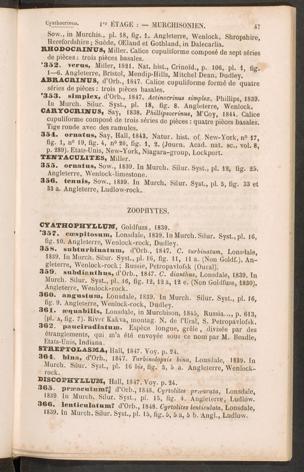 Cyathocrinus. 1re ÉTAGE : — MURCHISONIEN. 47
Sow., in Murchis., pl. 18, fig. 1. Angleterre, Wenlock, Shropshire,
Herefordshire; Suède, Œland et Gothland, in Dalecarlia.
RHODOCRINUS, Miller. Calice cupuliforme composé de sept séries
de pièces : trois pièces basales.
*352. verus, Miller, 1821. Nat. hist., Crinoid., p. 106, pl. 1, fig.
1—6. Angleterre, Bristol, Mendip-Hills, Mitchel Dean, Dudley.
ABRACRINUS, d'Orb., 1847. Calice cupuliforme formé de quatre
séries de pièces : trois pièces basales.
*353. simplex, d'Orb., 1847. Actinocrinus simplex, Phillips, 1839.
In Murch. Silur. Syst., pl. 18, fig. 8. Angleterre, Wenlock.
CARYOCRINUS, Say, 1838. Phillipsocrinus, M'Coy, 1844. Calice
cupuliforme composé de trois séries de pièces : quatre pièces basales.
Tige ronde avec des ramules.
354. ornatus, Say, Hall, 1843. Natur. hist. of. New-York, no 17,
fig. 1, no 19, fig. 4, no 20, fig. 1, 2. (Journ. Acad. nat. sc., vol. 8,
p. 289). Etats-Unis, New-York, Niagara-group, Lockport.
TENTACULITES, Miller.
355. ornatus, Sow., 1839. In Murch. Silur. Syst., pl. 12, fig. 25.
Angleterre, Wenlock-limestone.
356. tenuis, Sow., 1839. In Murch. Silur. Syst., pl. 5, fig. 33 et
33 a. Angleterre, Ludlow-rock.
ZOOPHYTES.
CYATHOPHYLLUM, Goldfuss, 1839.
*357. cæspitosum, Lonsdale, 1839. In Murch. Silur. Syst., pl. 16,
fig. 10. Angleterre, Wenlock-rock, Dudley.
358. subturbinatum, d'Orb., 1847. C. turbinatum, Lonsdale,
1839. In Murch. Silur. Syst., pl. 16, fig. 11, 11 a. (Non Goldf.) An-
gleterre, Wenlock-rock; Russie, Petropavlofsk (Oural).
359. subdianthus, d'Orb., 1847. C. dianthus, Lonsdale, 1839. In
Murch. Silur. Syst., pl. 16, fig. 12, 12 a, 12 e. (Non Goldfuss, 1830).
Angleterre, Wenlock-rock.
360. angustum, Lonsdale, 1839. In Murch. Silur. Syst., pl. 16,
fig. 9. Angleterre, Wenlock-rock, Dudley.
361. æquabilis, Lonsdale, in Murchison, 1845, Russia..., p. 613,
(pl. A, fig. 7). Rivr Kakva, montag. N. de l'Ural, S. Petropavlofsk.
362. pauciradiatum. Espèce longue, grêle, divisée par des
étranglements, qui m'a été envoyée sous ce nom par M. Boudie,
Etats-Unis, Indiana.
STREPTOLASMA, Hall, 1847. Voy. p. 24.
364. bina, d'Orb., 1847. Turbinolopsis bina, Lonsdale, 1839. In
Murch. Silur. Syst., pl. 16 bis, fig. 5, 5 a. Angleterre, Wenlock-
rock.
DISCOPHYLLUM, Hall, 1847. Voy. p. 24.
365. præacutum, d'Orb., 1848. Cyrtolites præacuta, Lonsdale,
1839. In Murch. Silur. Syst., pl. 15, fig. 4. Angleterre, Ludlow.
366. lenticulatum, d'Orb., 1848. Cyrtolites lenticulata, Lonsdale,
1839. In Murch. Silur. Syst., pl. 15, fig. 5, 5 a, 5 b. Angl., Ludlow.